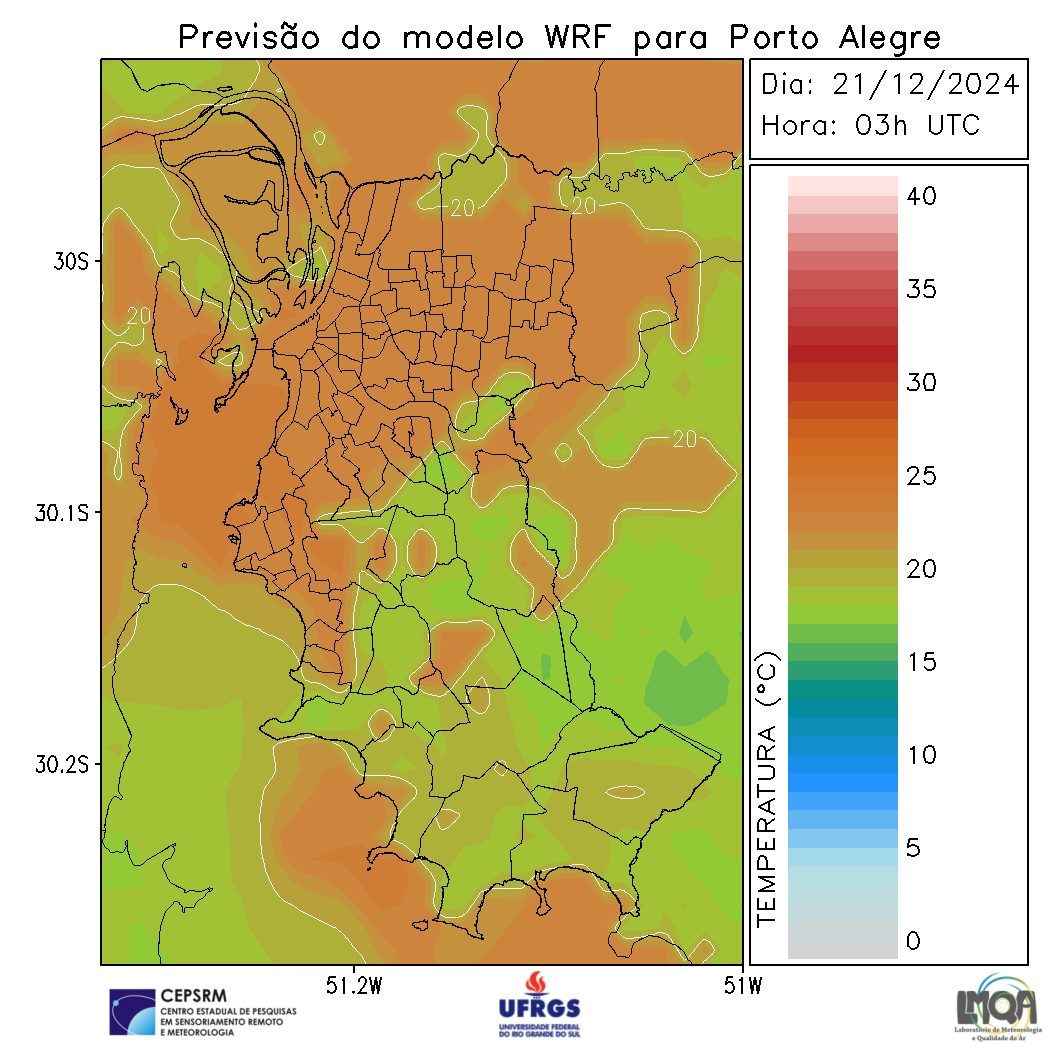 Previsão do modelo WRF para Porto Alegre
Dia: 21/12/2024
Hora: 03h UTC
40
35
30
25
20
15
10
5
0
TEMPERATURA (°C)
30S
30.1S
30.2S
51.2W
51W
20
20
20
20
CEPSRM
CENTRO ESTADUAL DE PESQUISAS
EM SENSORIAMENTO REMOTO
E METEOROLOGIA
UFRGS
UNIVERSIDADE FEDERAL
DO RIO GRANDE DO SUL
LMQA
Laboratório de Meteorologia
e Qualidade do Ar